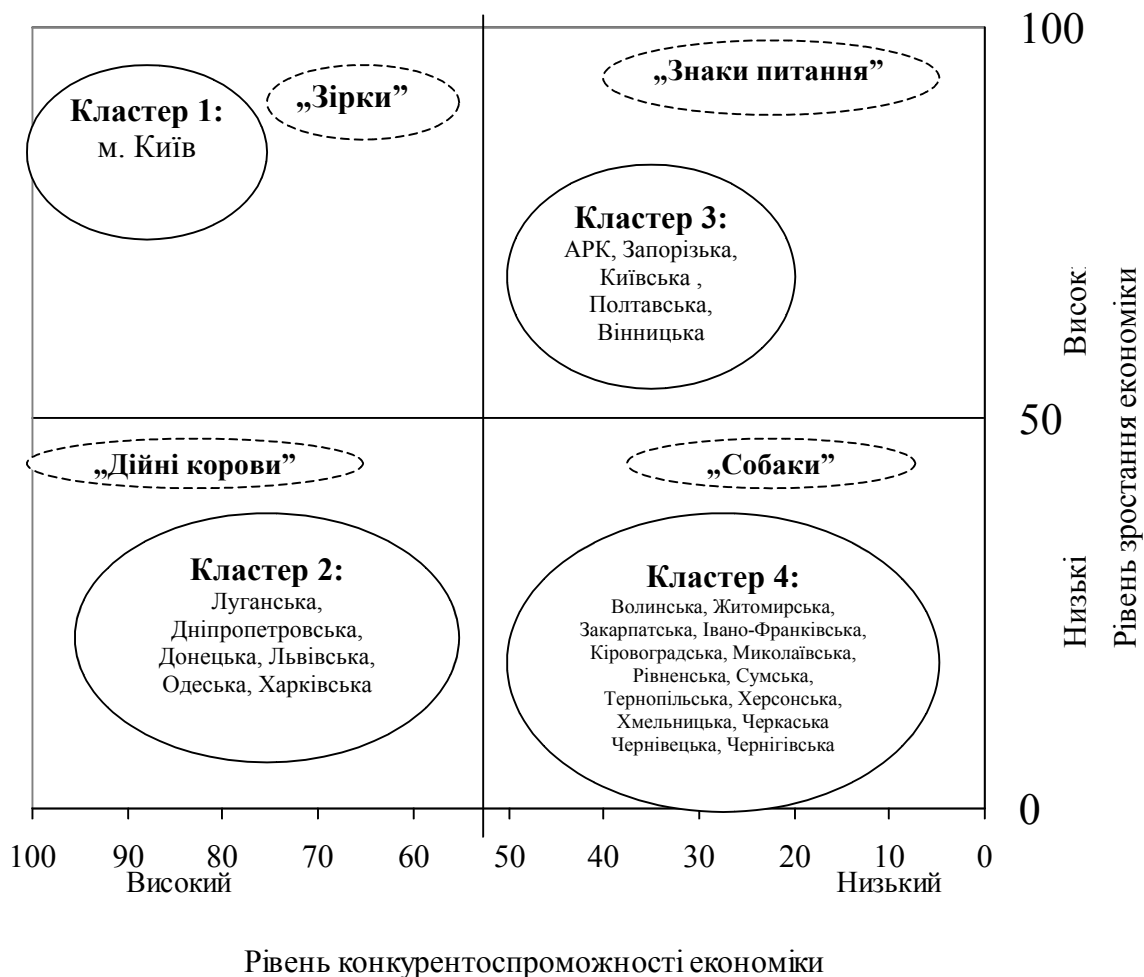 100
„Знаки питання”
„Зірки”
Кластер 1:
м. Київ
Кластер 3:
АРК, Запорізька,
Київська ,
Полтавська,
Вінницька
Висок
Рівень зростання економіки
50
„Дійні корови”
„Собаки”
Кластер 2:
Луганська,
Дніпропетровська,
Донецька, Львівська,
Одеська, Харківська
Кластер 4:
Волинська, Житомирська,
Закарпатська, Івано-Франківська,
Кіровоградська, Миколаївська,
Рівненська, Сумська,
Тернопільська, Херсонська,
Хмельницька, Черкаська
Чернівецька, Чернігівська
Низькі
0
100 90 80 70 60 50 40 30 20 10 0
Високий Низький
Рівень конкурентоспроможності економіки